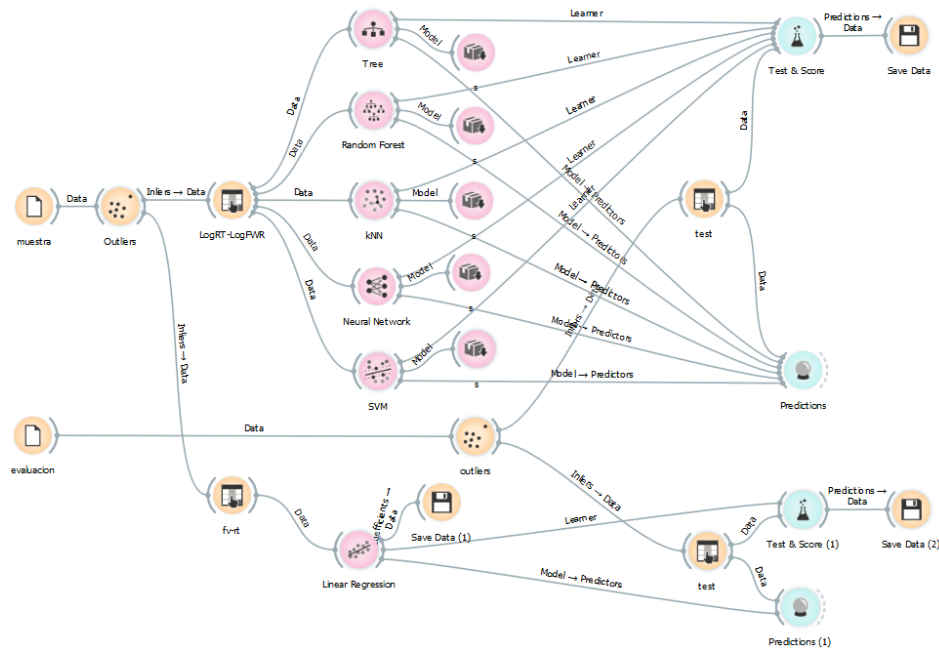 Learner
Predictions → Data
Model
Tree
Test & Score
Save Data
Data
Learner
s
Model
Data
Random Forest
Learner
s
Data
Data
Inliers → Data
Data
Model
Learner
muestra
Outliers
LogRT-LogFWR
kNN
s
Model → Predictors
Learner
test
Data
Model → Predictors
Data
Model
Model → Predictors
Data
Neural Network
s
Inliers → Data
Model → Predictors
Inliers → Data
Model
SVM
s
Model → Predictors
Predictions
Data
evaluacion
outliers
Inliers → Data
fv-rt
Data
Coefficients → Data
Save Data (1)
Learner
Predictions → Data
Data
Test & Score (1)
Save Data (2)
Linear Regression
Model → Predictors
test
Data
Predictions (1)